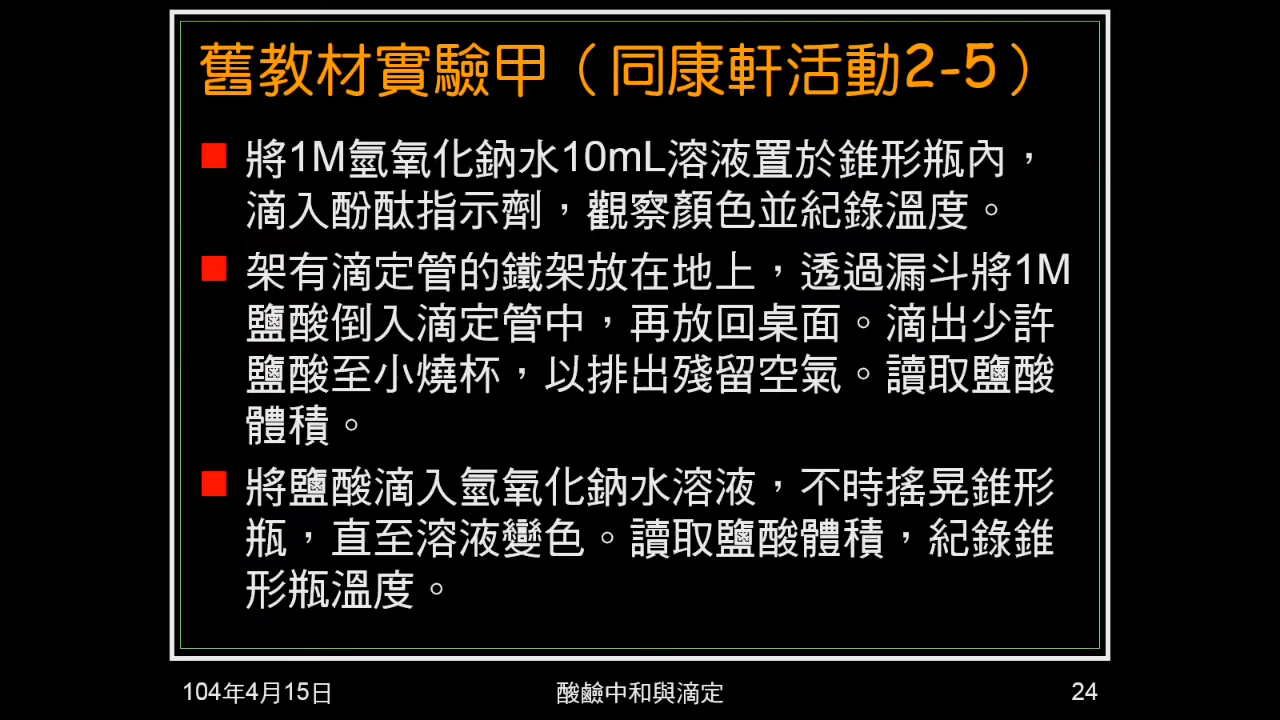 舊教材實驗甲（同康軒活動2-5）
將1M氫氧化鈉水10mL溶液置於錐形瓶內，
滴入酚酞指示劑，觀察顏色並紀錄溫度。
架有滴定管的鐵架放在地上，透過漏斗將1M
鹽酸倒入滴定管中，再放回桌面。滴出少許
鹽酸至小燒杯，以排出殘留空氣。讀取鹽酸
體積。
將鹽酸滴入氫氧化鈉水溶液，不時搖晃錐形
瓶，直至溶液變色。讀取鹽酸體積，紀錄錐
形瓶溫度。
104年4月15日
酸鹼中和與滴定
24